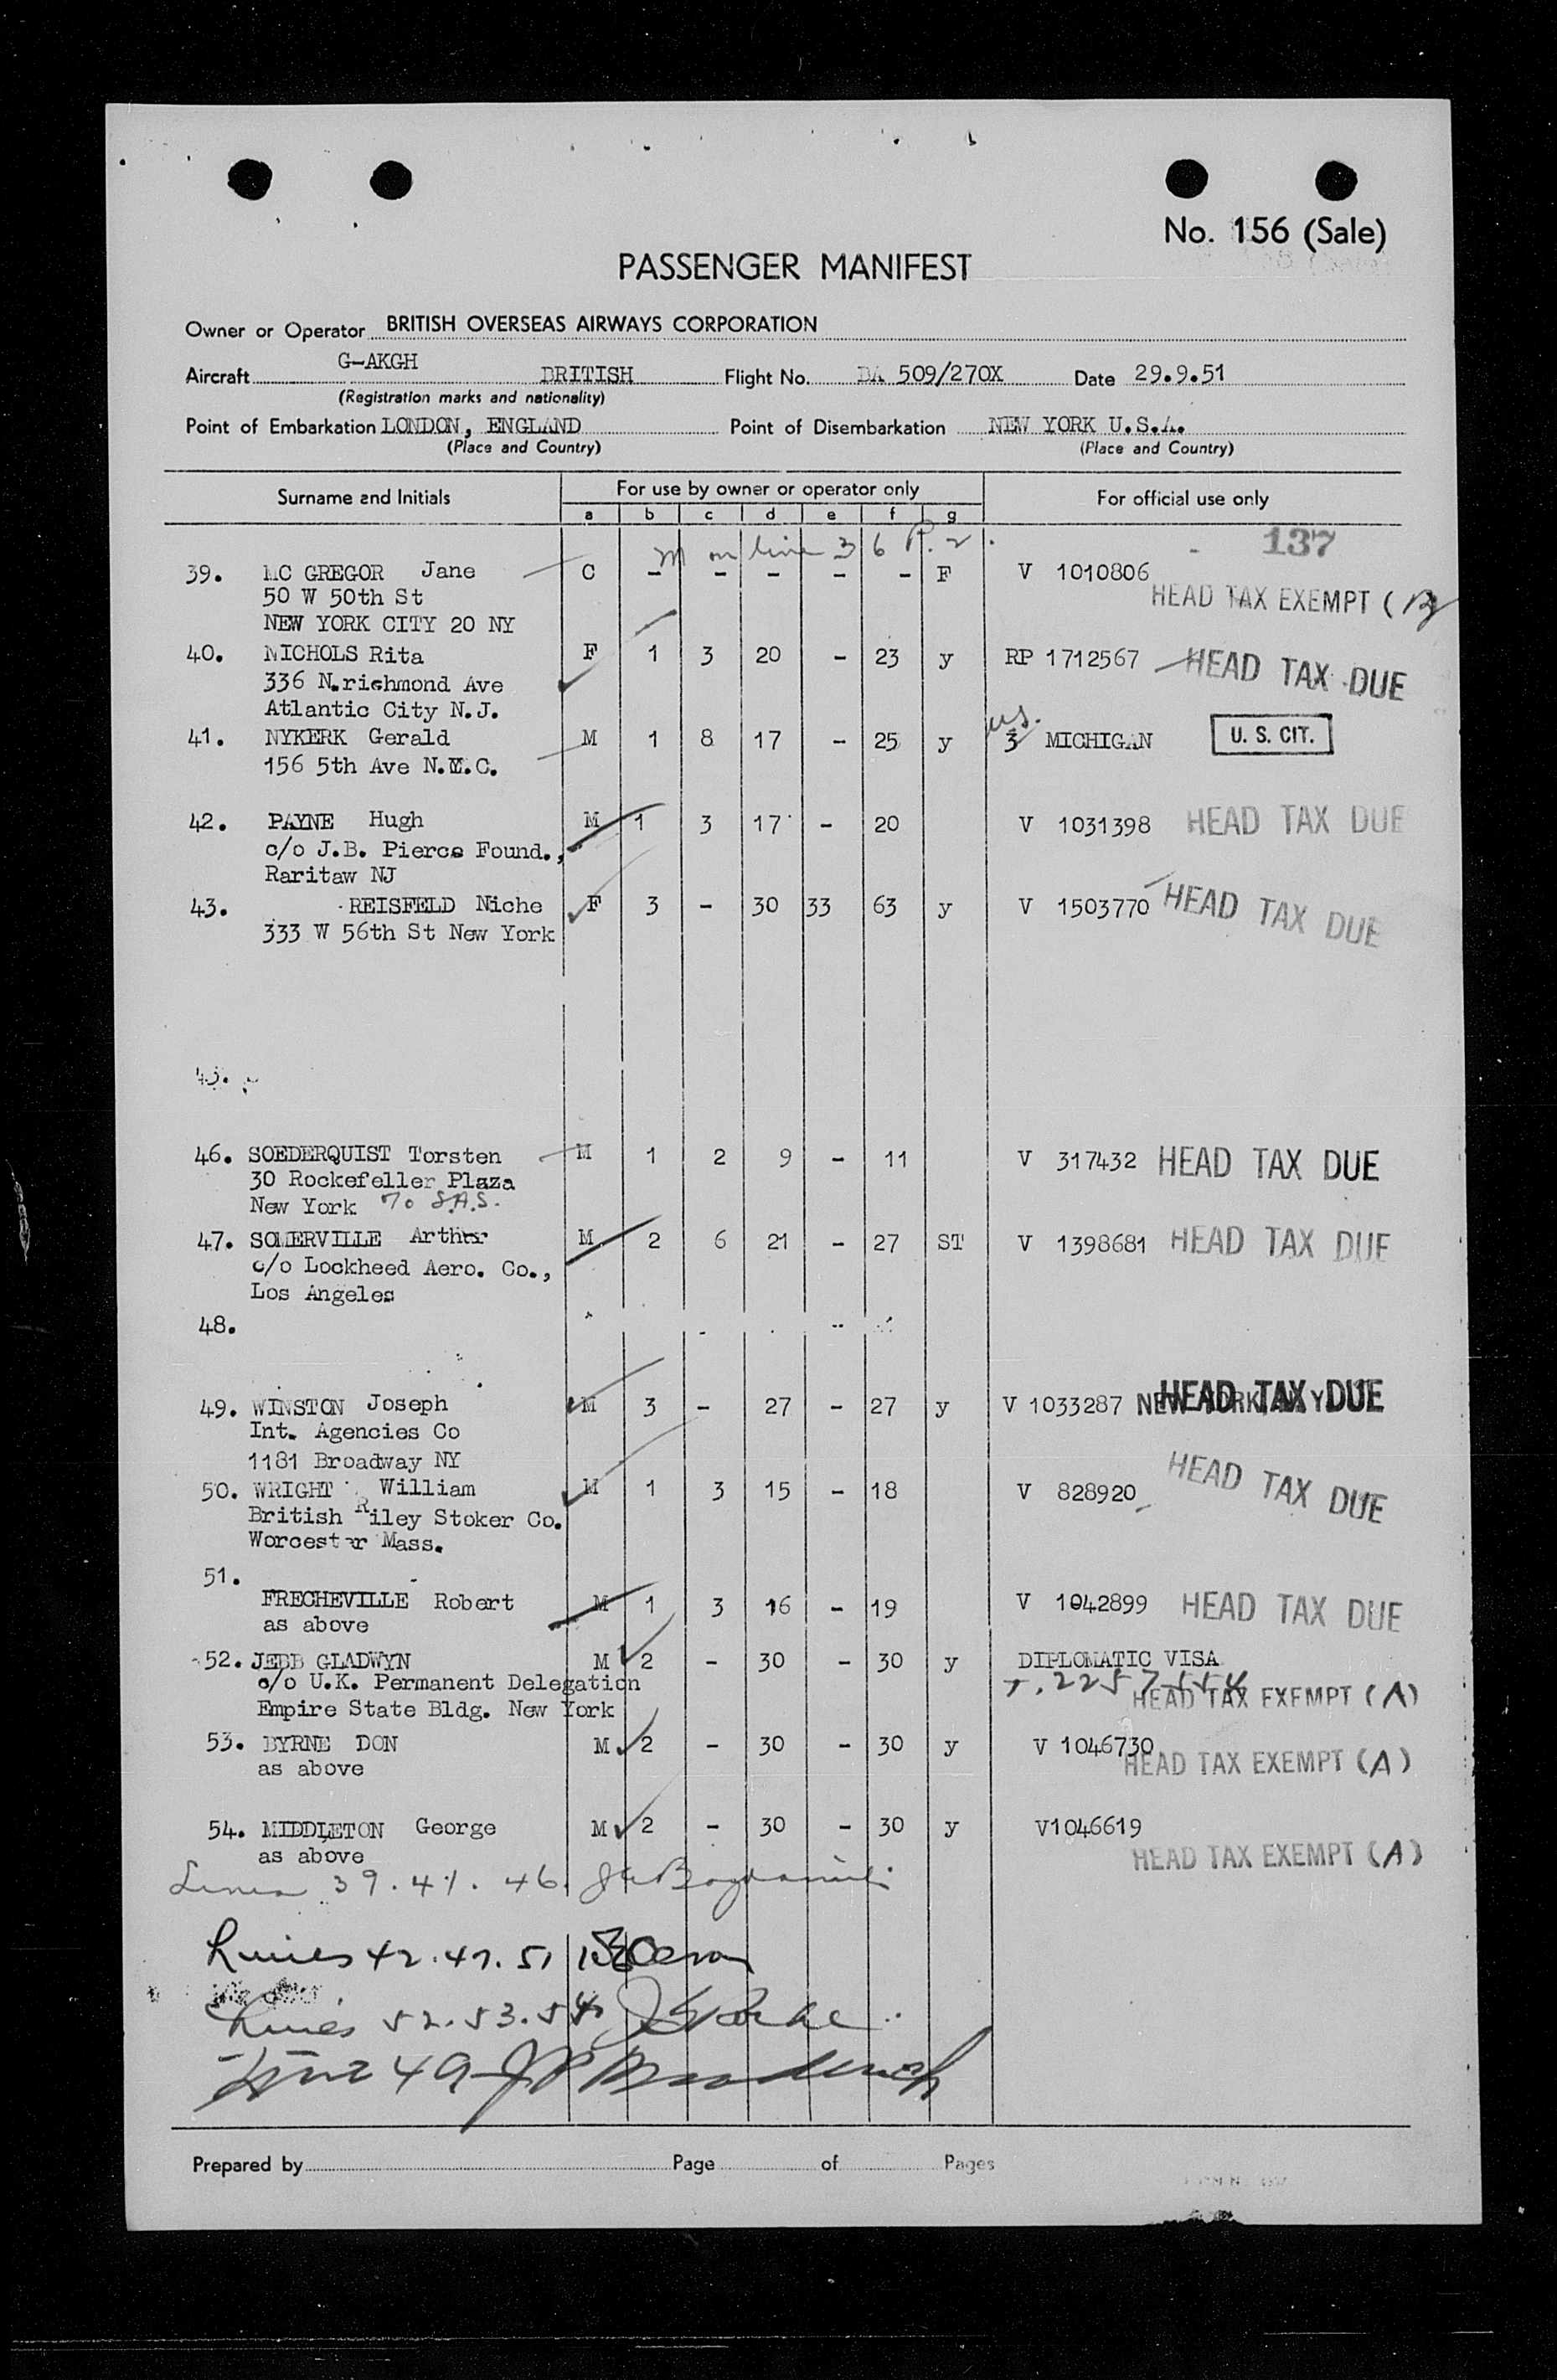 No. 156 (Sale)
PASSENGER MANIFEST
Owner or Operator BRITISH OVERSEAS AIRWAYS CORPORATION
Aircraft G-AKGH BRITISH Flight No. BA 509/270X Date 29.9.51
(Registration marks and nationality)
Point of Embarkation LONDON, ENGLAND Point of Disembarkation NEW YORK U.S.A.
(Place and Country) (Place and Country)
Surname and Initials For use by owner or operator only For official use only
a b c d e f g
M on line 36 P. 2. 137
39. MC GREGOR Jane C - - - - - F V 1010806
50 W 50th St HEAD TAX EXEMPT
NEW YORK CITY 20 NY
40. NICHOLS Rita F 1 3 20 - 23 y RP 1712567 HEAD TAX DUE
336 N.richmond Ave
Atlantic City N.J.
41. NYKERK Gerald M 1 8 17 - 25 y U.S. 3 MICHIGAN U. S. CIT.
156 5th Ave N.Y.C.
42. PAYNE Hugh M 1 3 17 - 20 V 1031398 HEAD TAX DUE
c/o J.B. Pierce Found.,
Raritaw NJ
43. REISFELD Niche F 3 - 30 33 63 y V 1503770 HEAD TAX DUE
333 W 56th St New York
43.
46. SOEDERQUIST Torsten M 1 2 9 - 11 V 317432 HEAD TAX DUE
30 Rockefeller Plaza
New York % S.A.S.
47. SOMERVILLE Arthur M 2 6 21 - 27 ST V 1398681 HEAD TAX DUE
c/o Lockheed Aero. Co.,
Los Angeles
48.
49. WINSTON Joseph M 3 - 27 - 27 y V 1033287 NEW YORK, N.Y. HEAD TAX DUE
Int. Agencies Co
1181 Broadway NY
50. WRIGHT William M 1 3 15 - 18 V 828920 HEAD TAX DUE
British Riley Stoker Co.
Worcester Mass.
51.
FRECHEVILLE Robert M 1 3 16 - 19 V 1042899 HEAD TAX DUE
as above
52. JEBB GLADWYN M 2 - 30 - 30 y DIPLOMATIC VISA
c/o U.K. Permanent Delegation HEAD TAX EXEMPT (A)
Empire State Bldg. New York
53. BYRNE DON M 2 - 30 - 30 y V 1046730
as above HEAD TAX EXEMPT (A)
54. MIDDLETON George M 2 - 30 - 30 y V1046619
as above HEAD TAX EXEMPT (A)
Lines 39. 41. 46.
Lines 42. 47. 51
Lines 52. 53. 54
Line 49
Prepared by Page of Pages